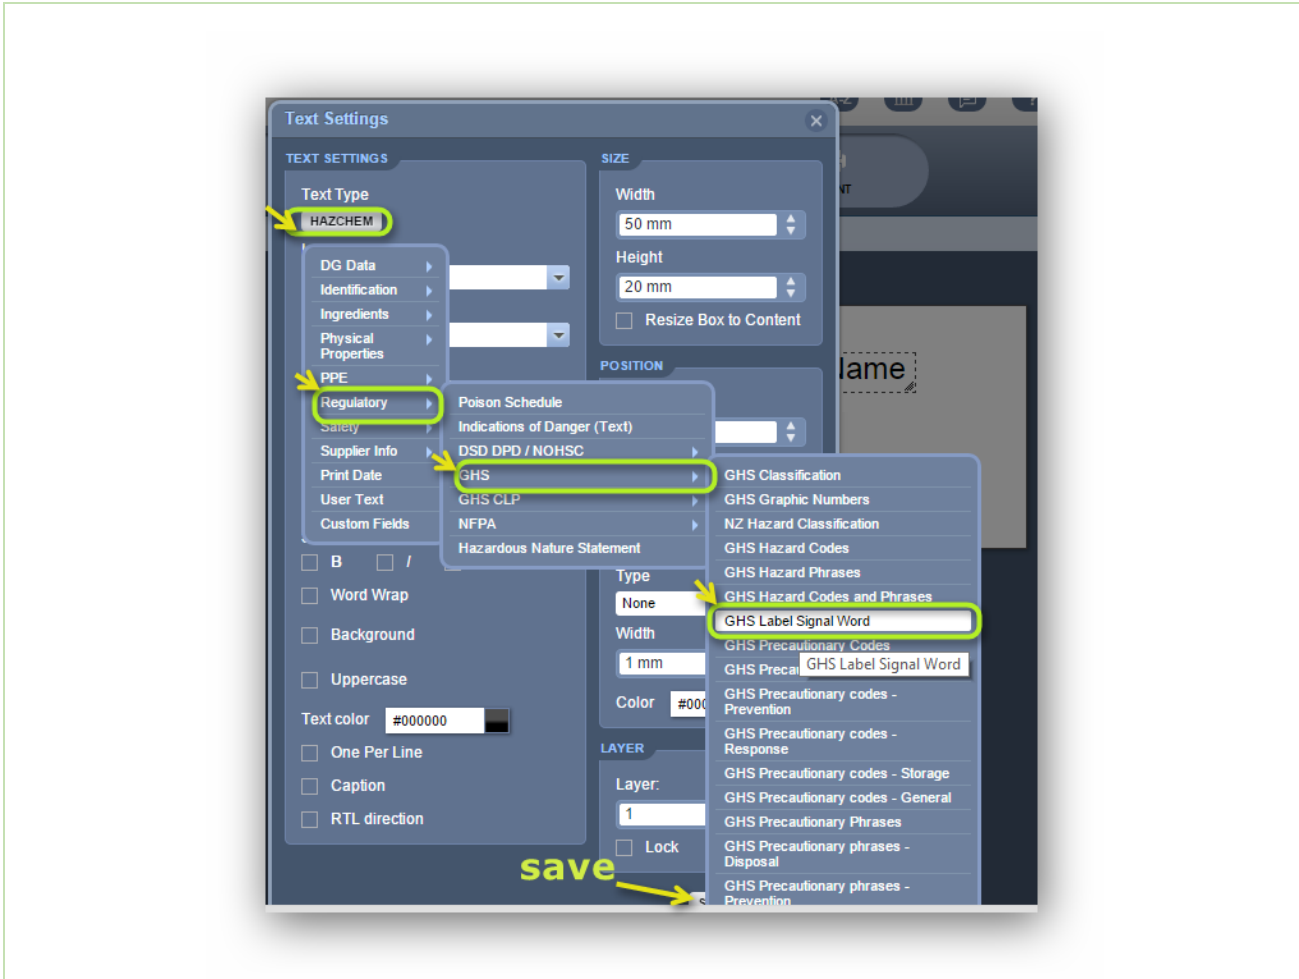 A-Z
Text Settings
TEXT SETTINGS
Text Type
HAZCHEM
DG Data
Identification
Ingredients
Physical
Properties
PPE
Regulatory
Safety
Supplier Info
Print Date
User Text
Custom Fields
Poison Schedule
Indications of Danger (Text)
DSD DPD / NOHSC
GHS
GHS CLP
NFPA
Hazardous Nature Statement
GHS Classification
GHS Graphic Numbers
NZ Hazard Classification
GHS Hazard Codes
GHS Hazard Phrases
GHS Hazard Codes and Phrases
GHS Label Signal Word
GHS Precautionary Codes
GHS Label Signal Word
GHS Precautionary codes -
Prevention
GHS Precautionary codes -
Response
GHS Precautionary codes - Storage
GHS Precautionary codes - General
GHS Precautionary Phrases
GHS Precautionary phrases -
Disposal
GHS Precautionary phrases -
Prevention
B
I
Word Wrap
Background
Uppercase
Text color #000000
One Per Line
Caption
RTL direction
SIZE
Width
50 mm
Height
20 mm
Resize Box to Content
POSITION
Type
None
Width
1 mm
Color #000
LAYER
Layer:
1
Lock
save